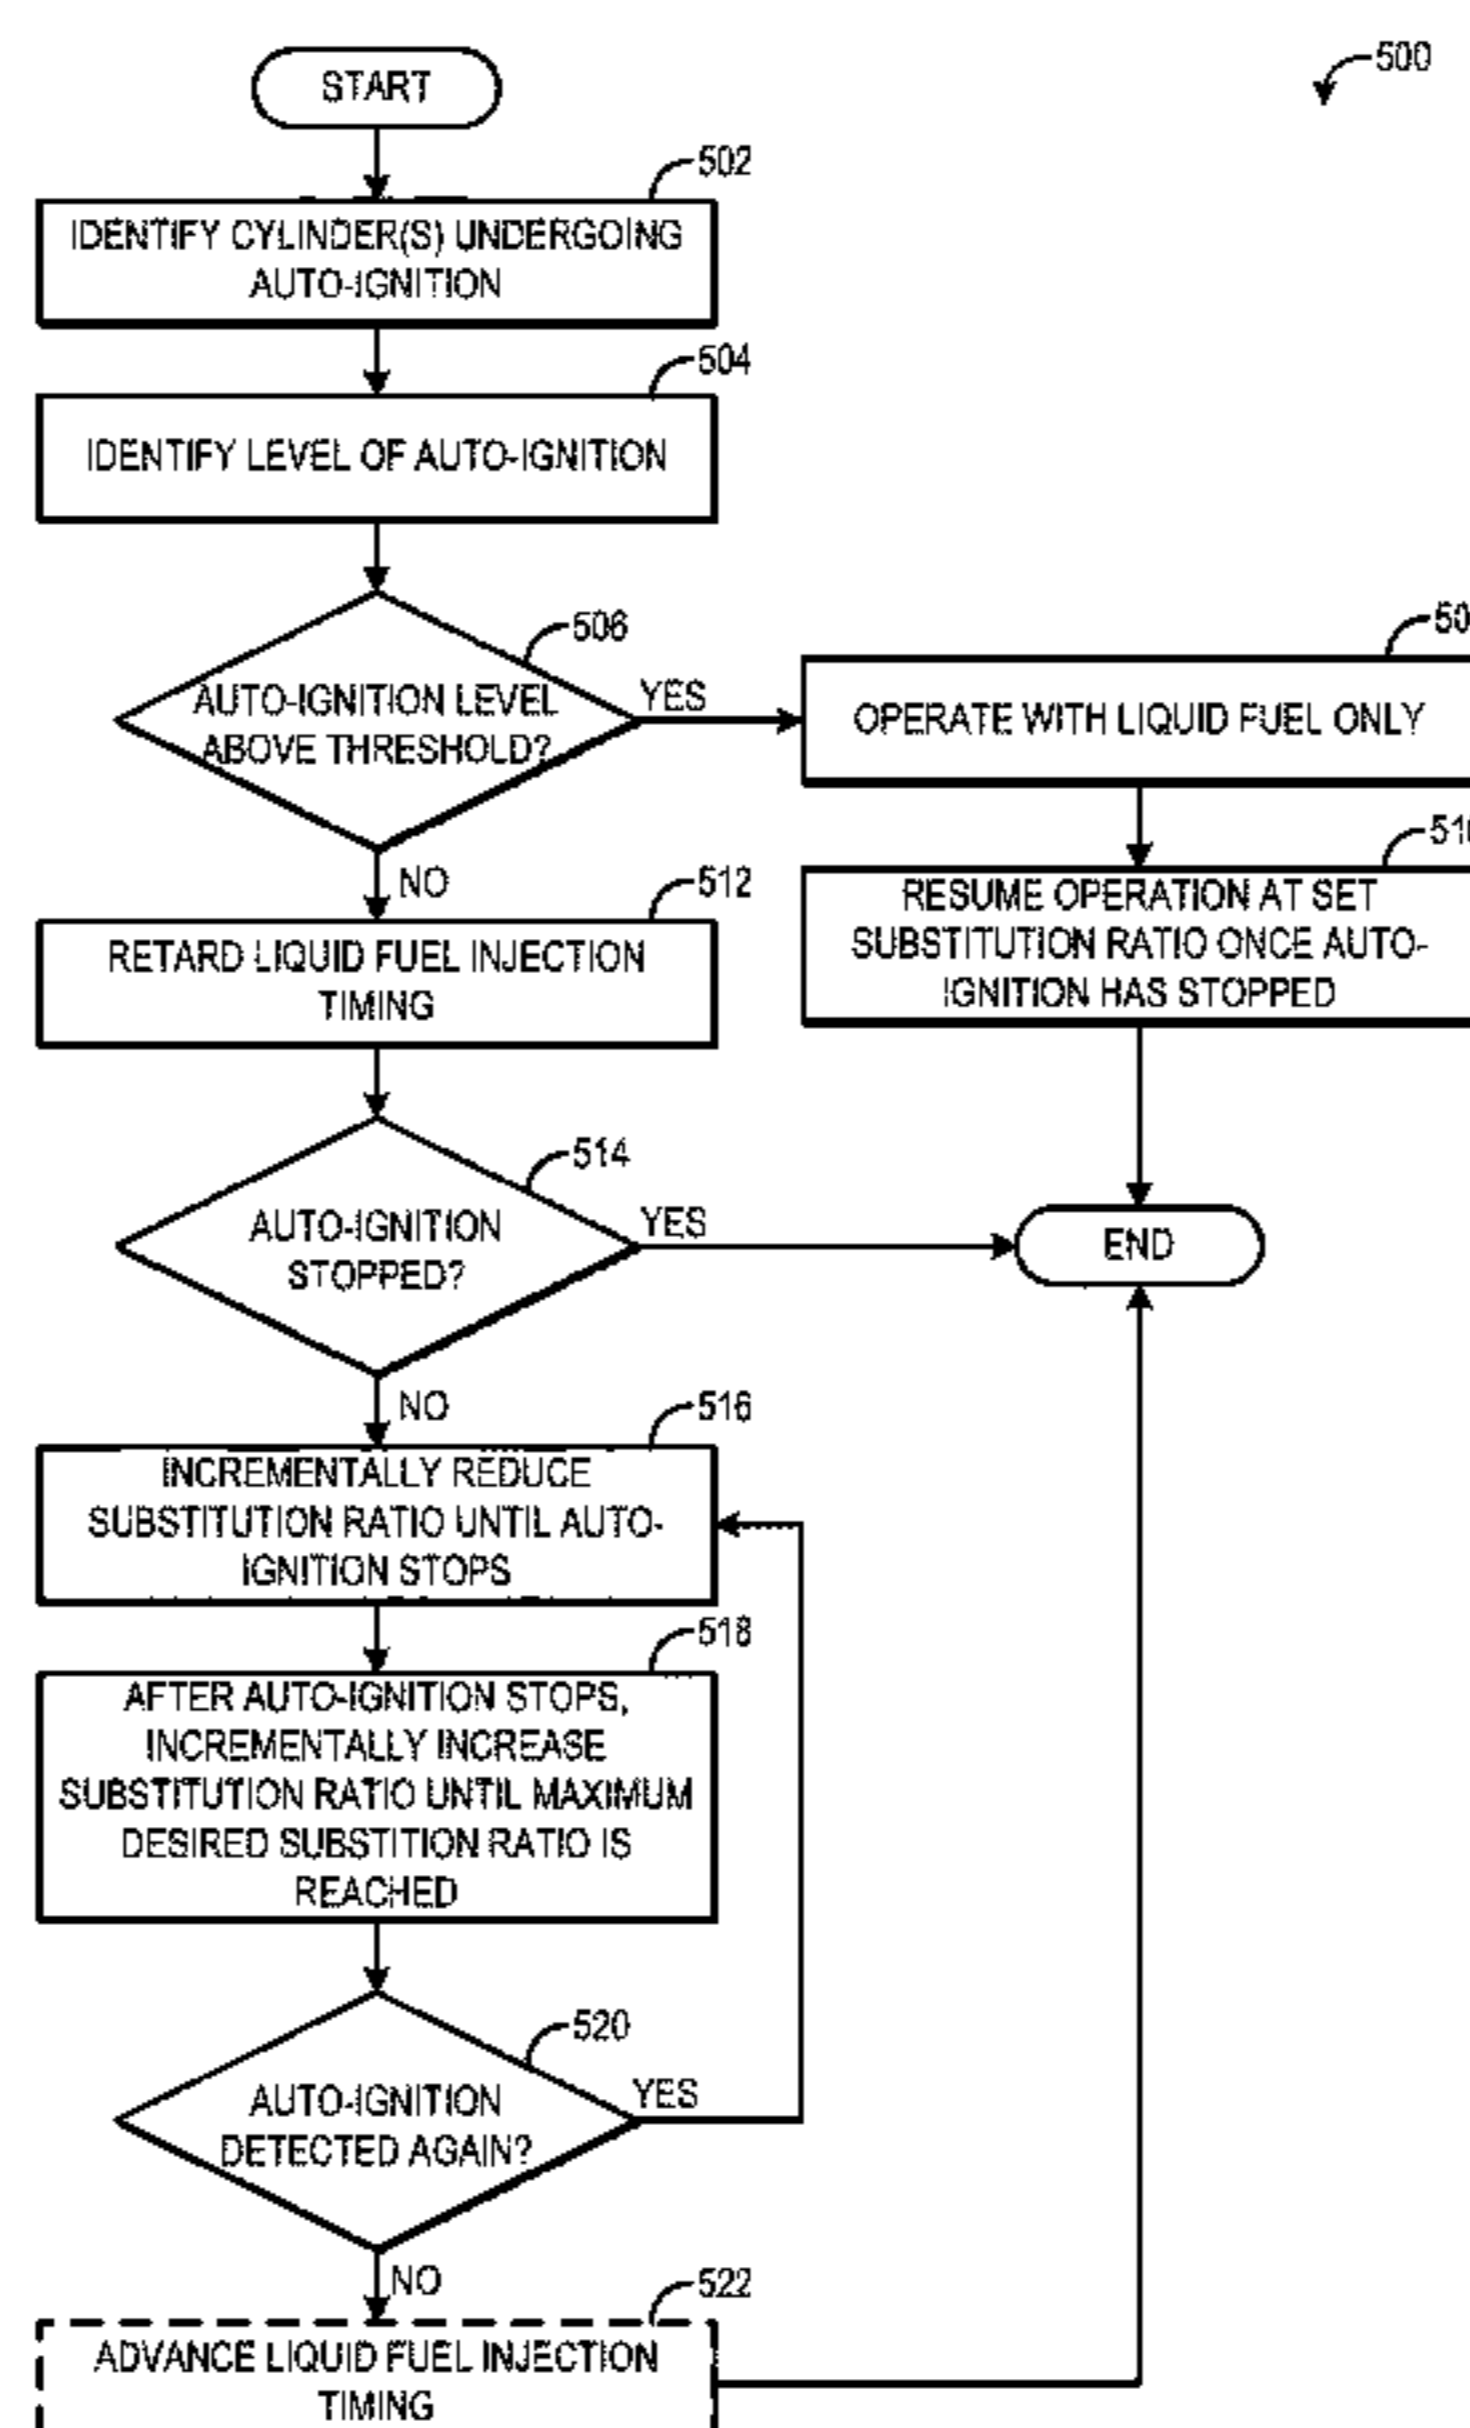 START
500
502
IDENTIFY CYLINDER(S) UNDERGOING
AUTO-IGNITION
504
IDENTIFY LEVEL OF AUTO-IGNITION
506
AUTO-IGNITION LEVEL
ABOVE THRESHOLD?
YES
OPERATE WITH LIQUID FUEL ONLY
RESUME OPERATION AT SET
SUBSTITUTION RATIO ONCE AUTO-
IGNITION HAS STOPPED
NO
512
RETARD LIQUID FUEL INJECTION
TIMING
514
AUTO-IGNITION
STOPPED?
YES
END
NO
516
INCREMENTALLY REDUCE
SUBSTITUTION RATIO UNTIL AUTO-
IGNITION STOPS
518
AFTER AUTO-IGNITION STOPS,
INCREMENTALLY INCREASE
SUBSTITUTION RATIO UNTIL MAXIMUM
DESIRED SUBSTITION RATIO IS
REACHED
520
AUTO-IGNITION
DETECTED AGAIN?
YES
NO
522
ADVANCE LIQUID FUEL INJECTION
TIMING